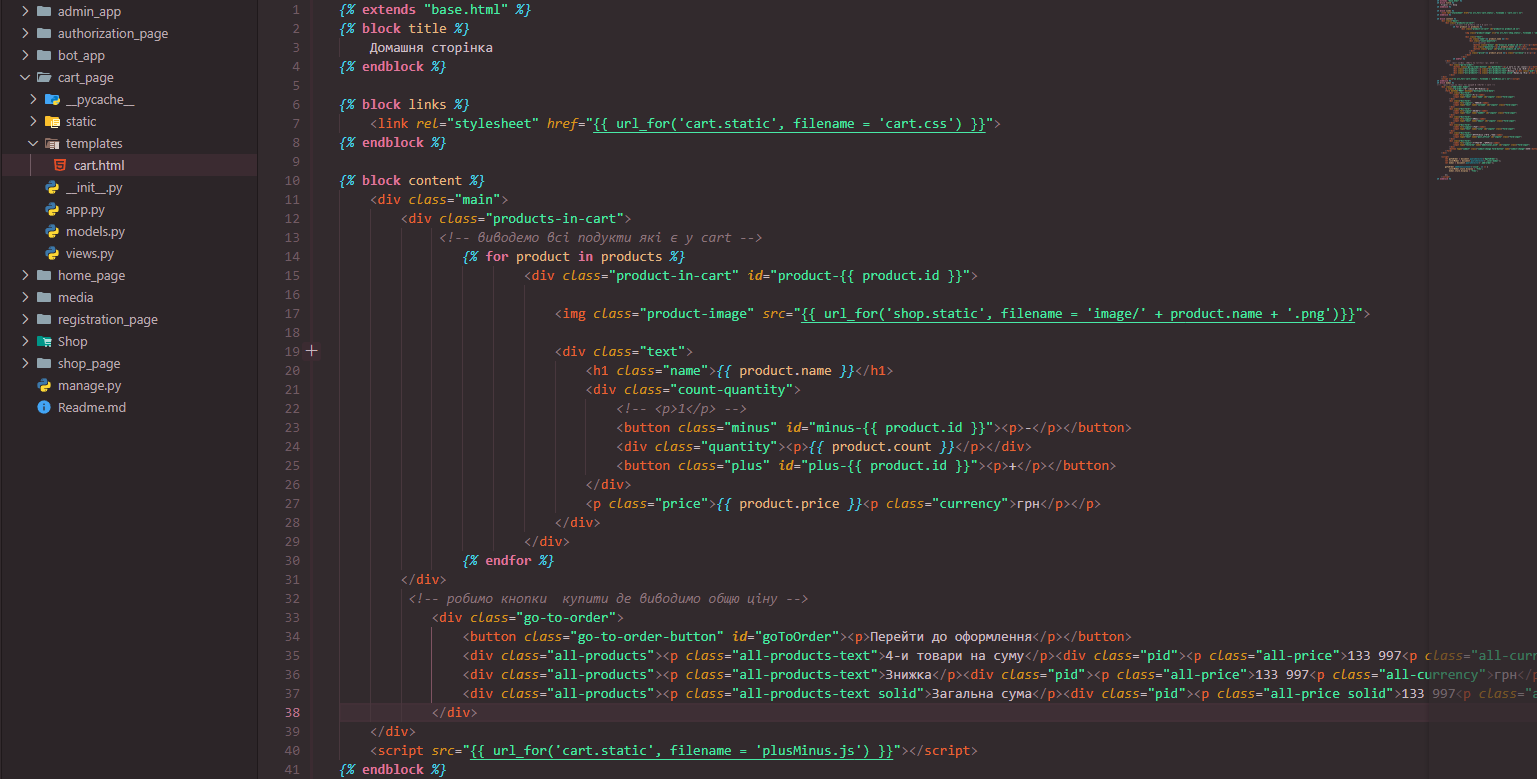 admin_app
authorization_page
bot_app
cart_page
__pycache__
static
templates
cart.html
__init__.py
app.py
models.py
views.py
home_page
media
registration_page
Shop
shop_page
manage.py
Readme.md
1 {% extends "base.html" %}
2 {% block title %}
3 Домашня сторінка
4 {% endblock %}
5
6 {% block links %}
7 <link rel="stylesheet" href="{{ url_for('cart.static', filename = 'cart.css') }}">
8 {% endblock %}
9
10 {% block content %}
11 <div class="main">
12 <div class="products-in-cart">
13 <!-- виводемо всі подукти які є у cart -->
14 {% for product in products %}
15 <div class="product-in-cart" id="product-{{ product.id }}">
16
17 <img class="product-image" src="{{ url_for('shop.static', filename = 'image/' + product.name + '.png')}}">
18
19 <div class="text">
20 <h1 class="name">{{ product.name }}</h1>
21 <div class="count-quantity">
22 <!-- <p>1</p> -->
23 <button class="minus" id="minus-{{ product.id }}"><p>-</p></button>
24 <div class="quantity"><p>{{ product.count }}</p></div>
25 <button class="plus" id="plus-{{ product.id }}"><p>+</p></button>
26 </div>
27 <p class="price">{{ product.price }}<p class="currency">грн</p></p>
28 </div>
29 </div>
30 {% endfor %}
31 </div>
32 <!-- робимо кнопки  купити де виводимо общю ціну -->
33 <div class="go-to-order">
34 <button class="go-to-order-button" id="goToOrder"><p>Перейти до оформлення</p></button>
35 <div class="all-products"><p class="all-products-text">4-и товари на суму</p><div class="pid"><p class="all-price">133 997<p class="all-curr
36 <div class="all-products"><p class="all-products-text">Знижка</p><div class="pid"><p class="all-price">133 997<p class="all-currency">грн</p
37 <div class="all-products"><p class="all-products-text solid">Загальна сума</p><div class="pid"><p class="all-price solid">133 997<p class="a
38 </div>
39 </div>
40 <script src="{{ url_for('cart.static', filename = 'plusMinus.js') }}"></script>
41 {% endblock %}